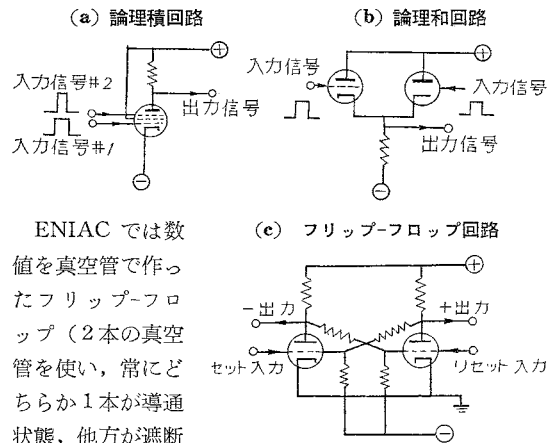 (a) 論理積回路
(b) 論理和回路
入力信号#2
出力信号
入力信号#1
入力信号
入力信号
出力信号
ENIAC では数
値を真空管で作っ
たフリップ-フロ
ップ(2本の真空
管を使い,常にど
ちらか1本が導通
状態,他方が遮断
(c) フリップ-フロップ回路
-出力
+出力
セット入力
リセット入力